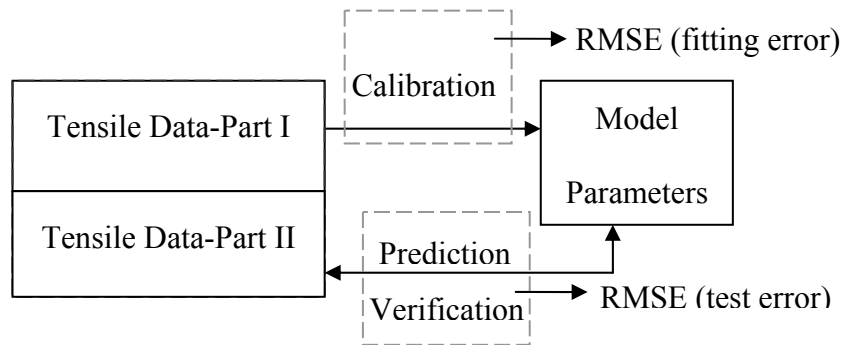 RMSE (fitting error)
Calibration
Tensile Data-Part I
Model
Parameters
Tensile Data-Part II
Prediction
Verification
RMSE (test error)